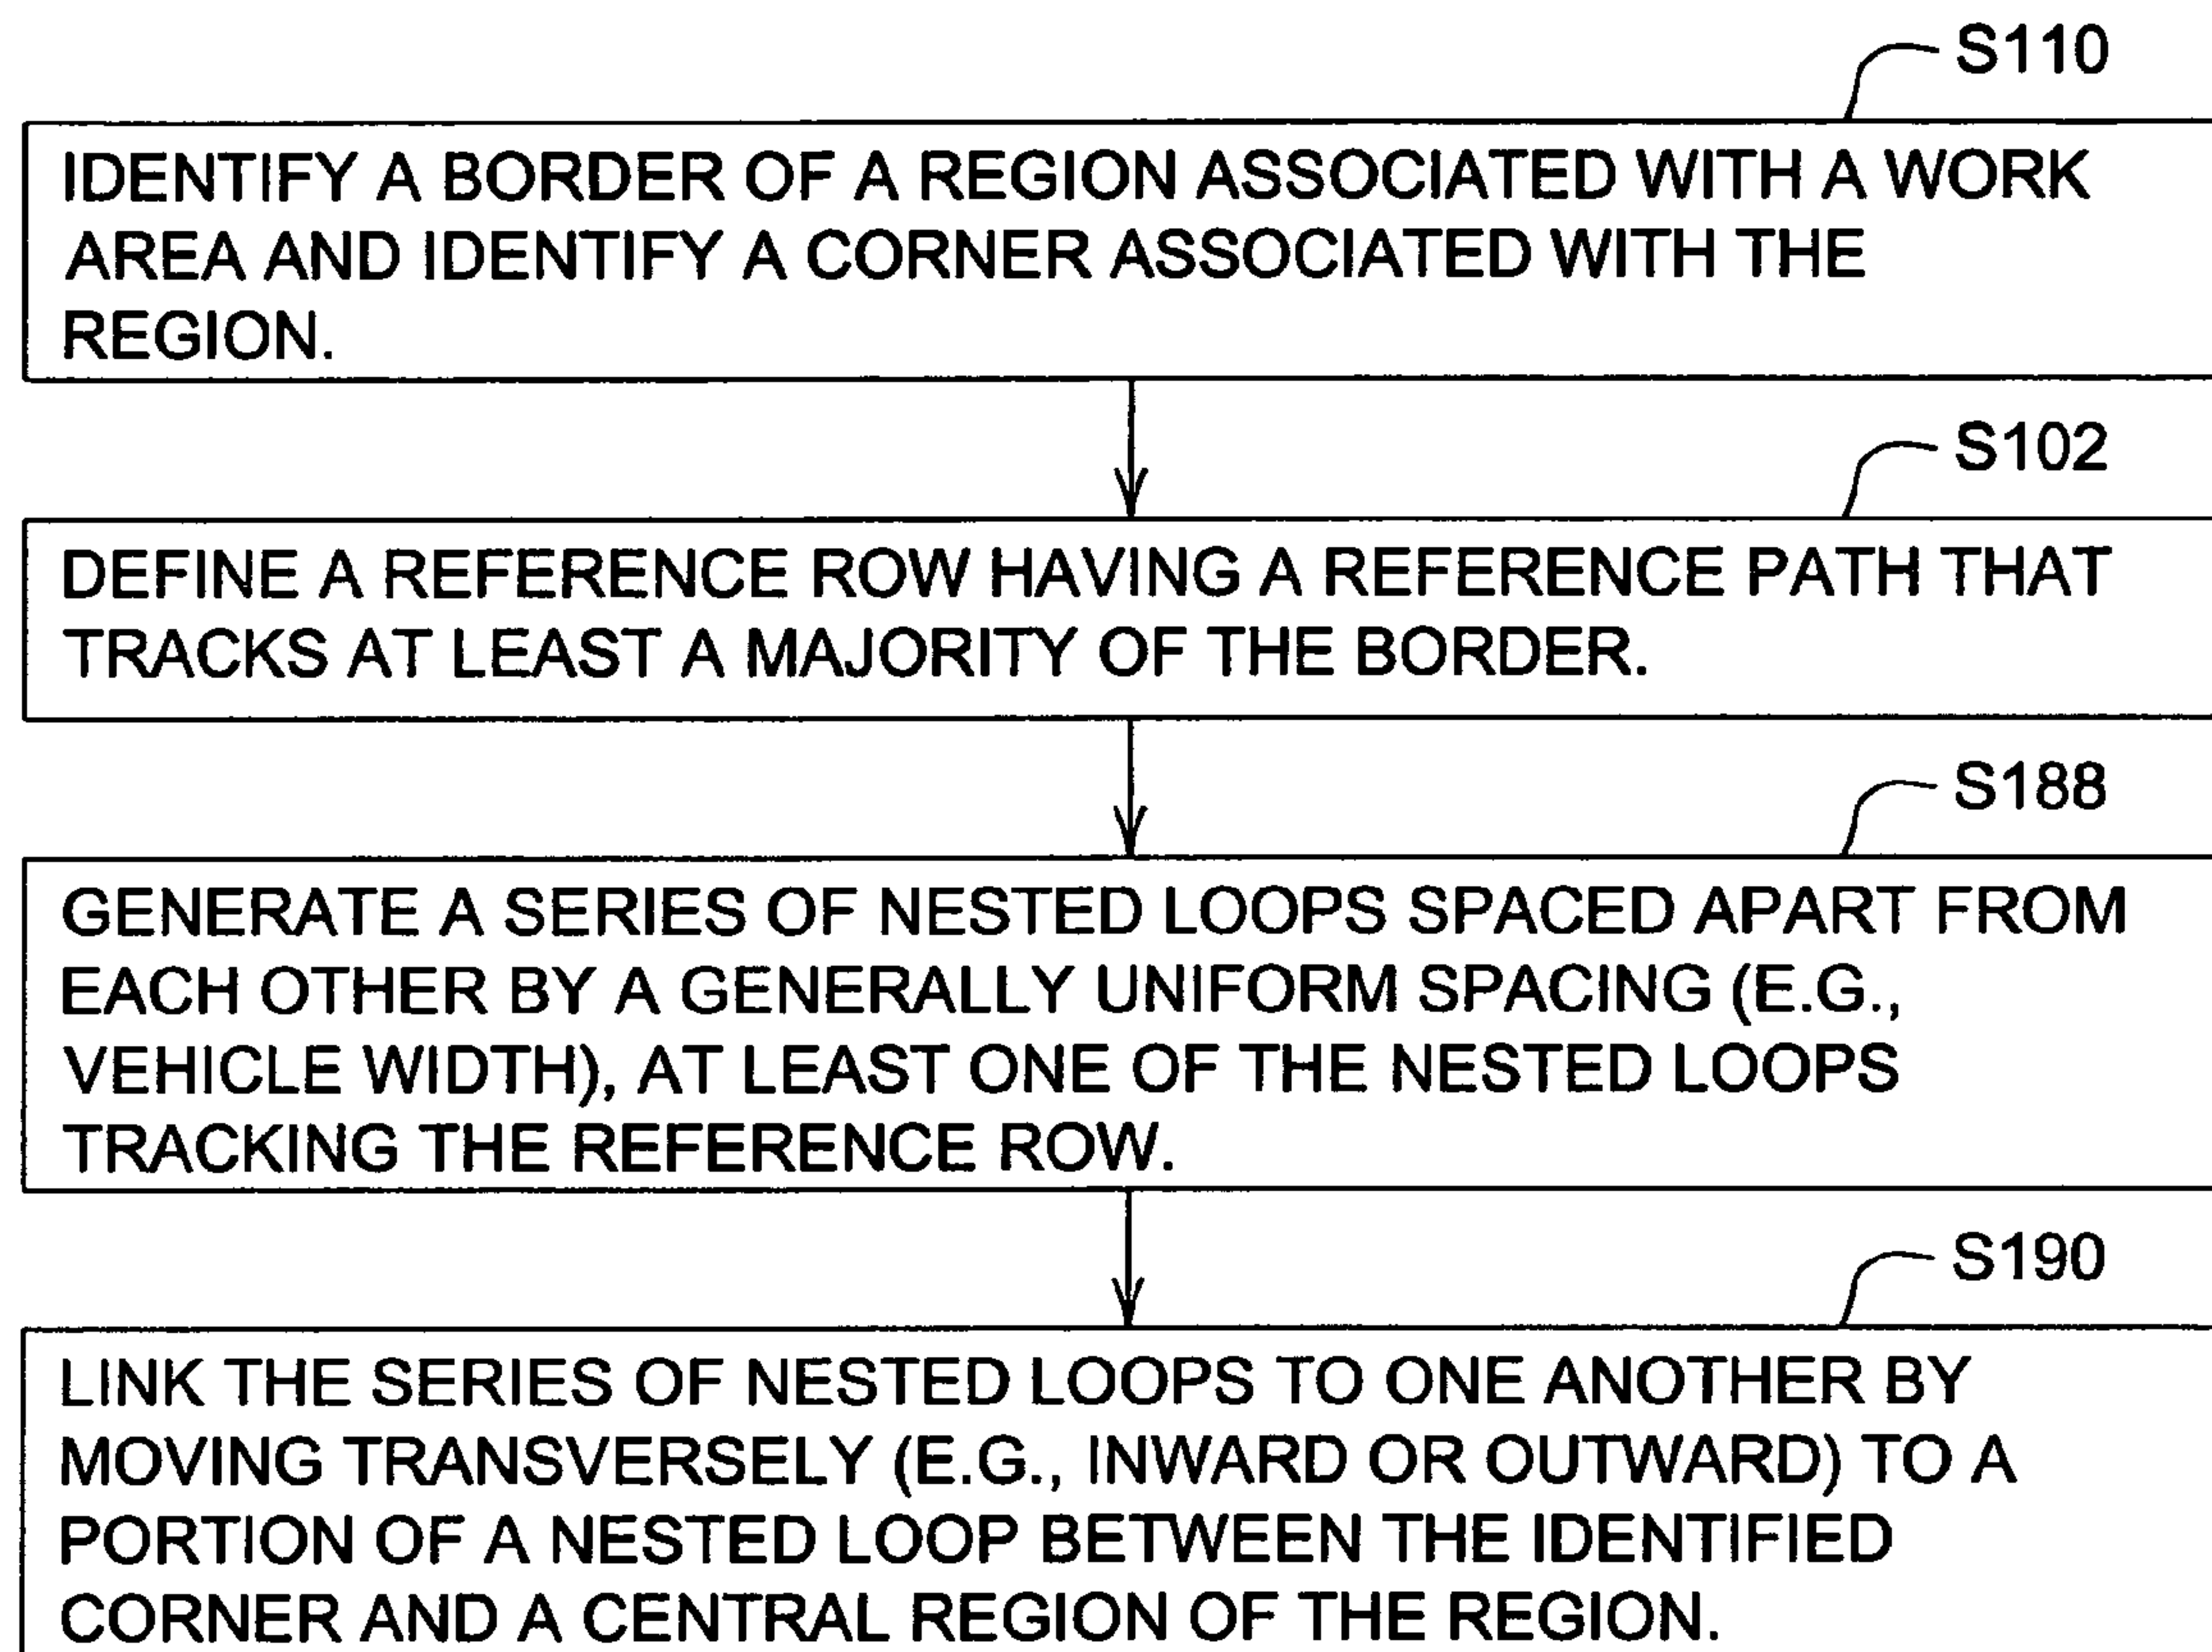 S110
IDENTIFY A BORDER OF A REGION ASSOCIATED WITH A WORK
AREA AND IDENTIFY A CORNER ASSOCIATED WITH THE
REGION.
S102
DEFINE A REFERENCE ROW HAVING A REFERENCE PATH THAT
TRACKS AT LEAST A MAJORITY OF THE BORDER.
S188
GENERATE A SERIES OF NESTED LOOPS SPACED APART FROM
EACH OTHER BY A GENERALLY UNIFORM SPACING (E.G.,
VEHICLE WIDTH), AT LEAST ONE OF THE NESTED LOOPS
TRACKING THE REFERENCE ROW.
S190
LINK THE SERIES OF NESTED LOOPS TO ONE ANOTHER BY
MOVING TRANSVERSELY (E.G., INWARD OR OUTWARD) TO A
PORTION OF A NESTED LOOP BETWEEN THE IDENTIFIED
CORNER AND A CENTRAL REGION OF THE REGION.